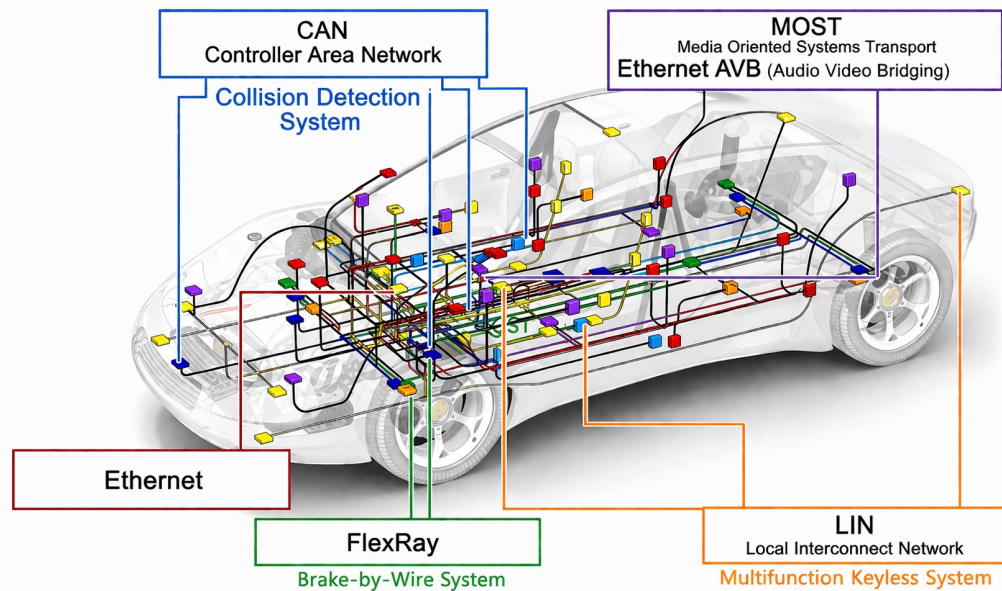 CAN
Controller Area Network
Collision Detection
System
MOST
Media Oriented Systems Transport
Ethernet AVB (Audio Video Bridging)
MOST
Ethernet
FlexRay
Brake-by-Wire System
LIN
Local Interconnect Network
Multifunction Keyless System